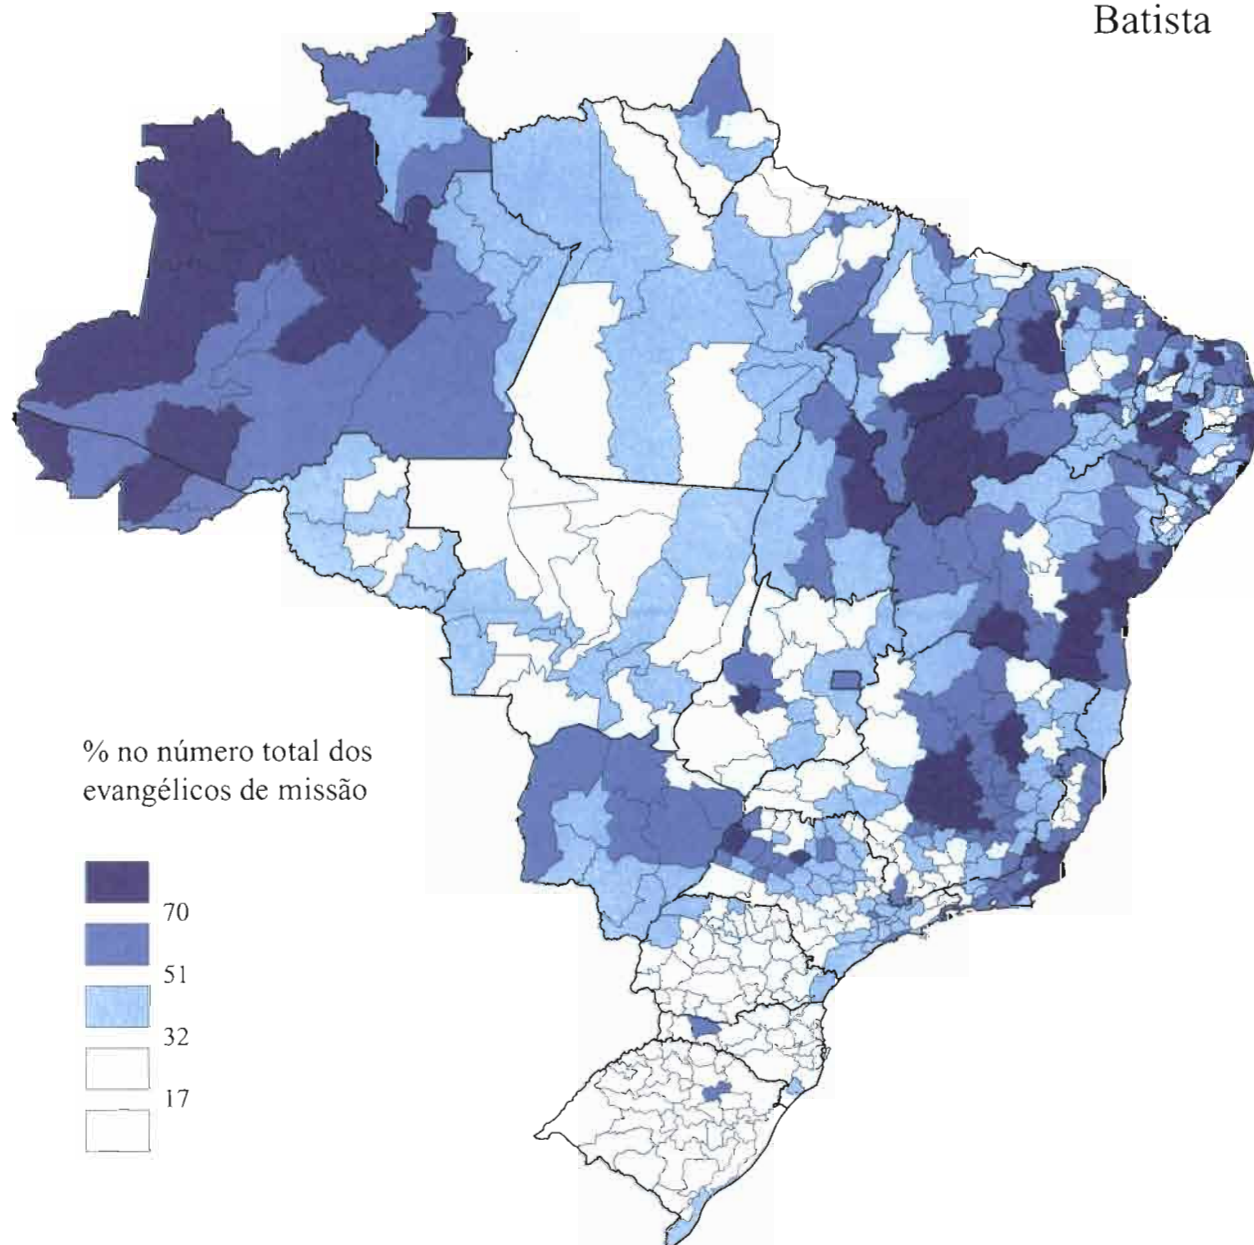 Batista
% no número total dos
evangélicos de missão
70
51
32
17